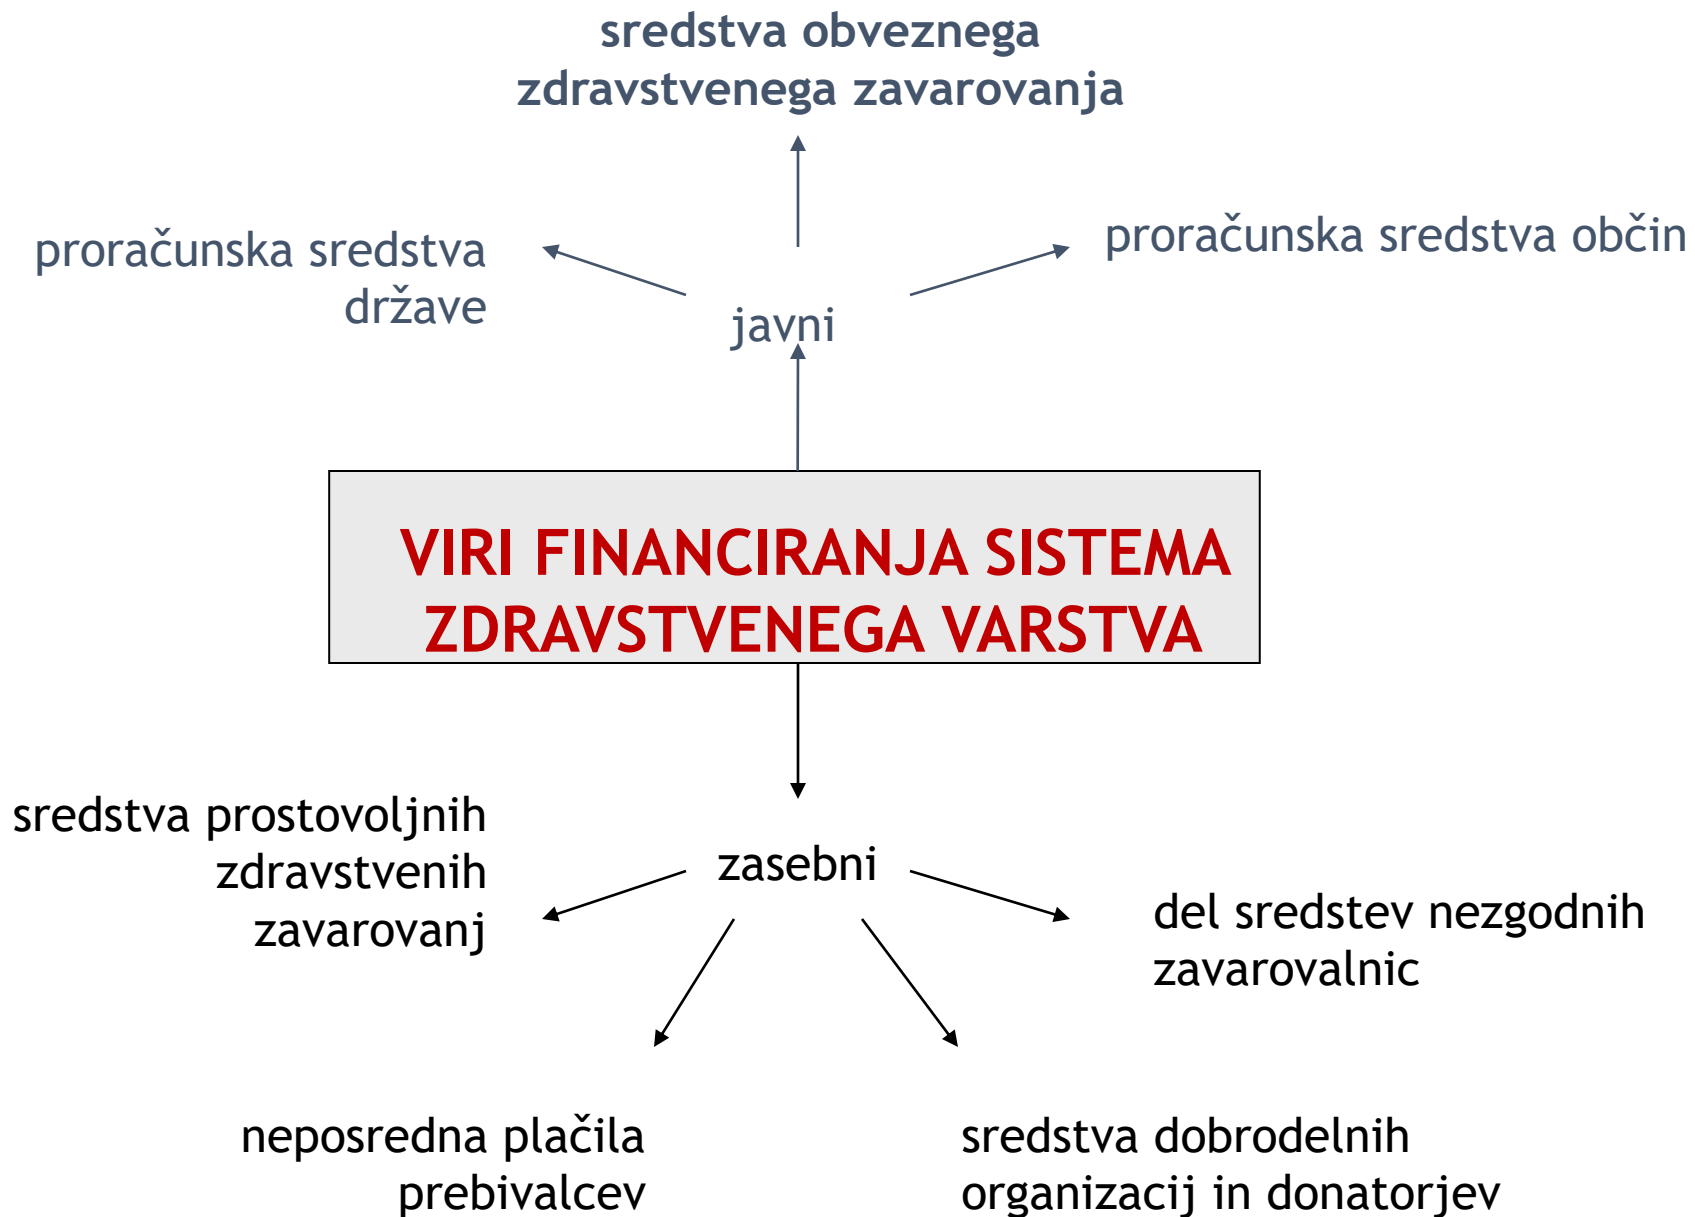 sredstva obveznega
zdravstvenega zavarovanja
proračunska sredstva
države
proračunska sredstva občin
javni
VIRI FINANCIRANJA SISTEMA
ZDRAVSTVENEGA VARSTVA
sredstva prostovoljnih
zdravstvenih
zavarovanj
zasebni
del sredstev nezgodnih
zavarovalnic
neposredna plačila
prebivalcev
sredstva dobrodelnih
organizacij in donatorjev